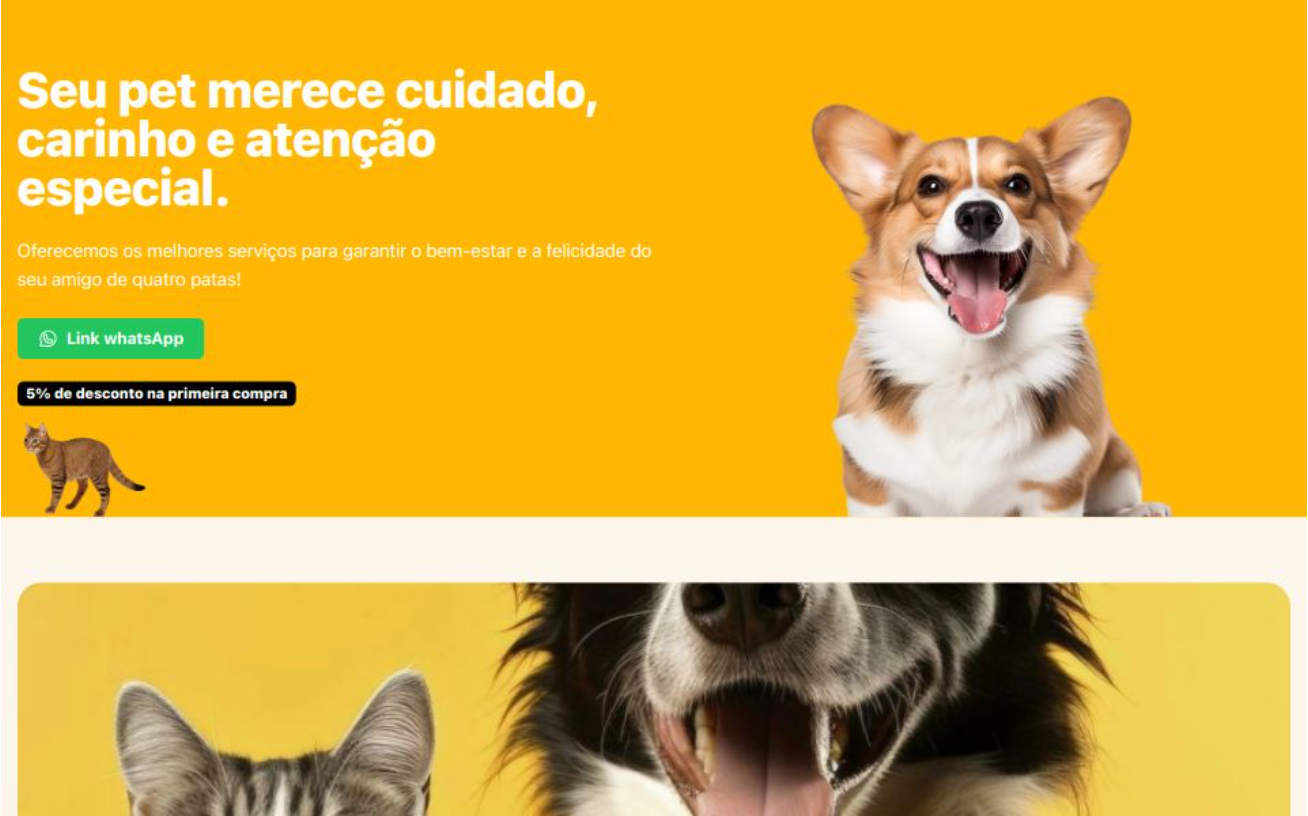 Seu pet merece cuidado,
carinho e atenção
especial.
Oferecemos os melhores serviços para garantir o bem-estar e a felicidade do
seu amigo de quatro patas!
Link whatsApp
5% de desconto na primeira compra